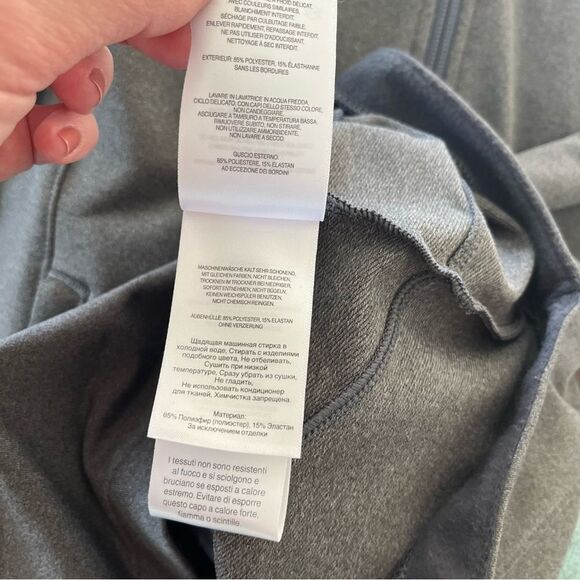 FROID DÉLICAT,
AVEC COULEURS SIMILAIRES,
BLANCHIMENT INTERDIT,
SÉCHAGE PAR CULBUTAGE FAIBLE,
ENLEVER RAPIDEMENT, REPASSAGE INTERDIT,
NE PAS UTILISER D'ADOUCISSANT,
NETTOYAGE À SEC INTERDIT.
EXTERIEUR: 85% POLYESTER, 15% ÉLASTHANNE
SANS LES BORDURES
LAVARE IN LAVATRICE IN ACQUA FREDDA
CICLO DELICATO, CON CAPI DELLO STESSO COLORE,
NON CANDEGGIARE
ASCIUGARE A TAMBURO A TEMPERATURA BASSA,
RIMUOVERE SUBITO, NON STIRARE,
NON UTILIZZARE AMMORBIDENTE,
NON LAVARE A SECCO.
GUSCIO ESTERNO:
85% POLIESTERE, 15% ELASTAN
AD ECCEZIONE DEI BORDINI
MASCHINENWÄSCHE KALT SEHR SCHONEND,
MIT GLEICHEN FARBEN, NICHT BLEICHEN,
TROCKNEN IM TROCKNER BEI NIEDRIGER,
SOFORT ENTNEHMEN, NICHT BÜGELN,
KEINEN WEICHSPÜLER BENUTZEN,
NICHT CHEMISCH REINIGEN.
AUßENHÜLLE: 85% POLYESTER, 15% ELASTAN
OHNE VERZIERUNG
Щадящая машинная стирка в
холодной воде, Стирать с изделиями
подобного цвета, Не отбеливать,
Сушить при низкой
температуре, Сразу убрать из сушки,
Не гладить,
Не использовать кондиционер
для тканей, Химчистка запрещена.
Материал:
85% Полиэфир (полиэстер), 15% Эластан
За исключением отделки
I tessuti non sono resistenti
al fuoco e si sciolgono e
bruciano se esposti a calore
estremo. Evitare di esporre
questo capo a calore forte,
fiamma o scintille.